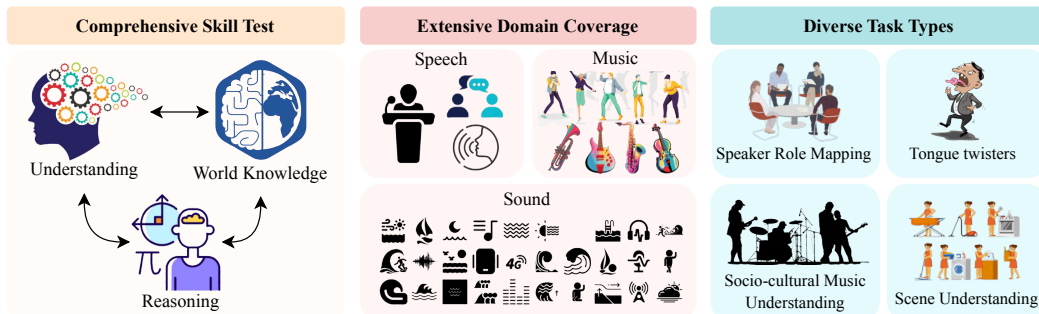 Comprehensive Skill Test
Understanding
World Knowledge
π
Reasoning
Extensive Domain Coverage
Speech
Music
Sound
4G
Diverse Task Types
Speaker Role Mapping
Tongue twisters
Socio-cultural Music
Understanding
Scene Understanding